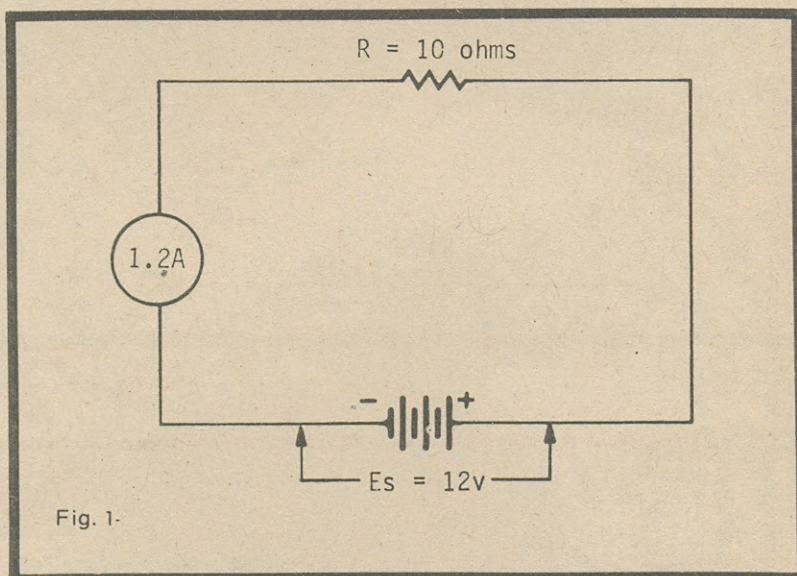 R = 10 ohms
1.2A
- +
Es = 12v
Fig. 1-